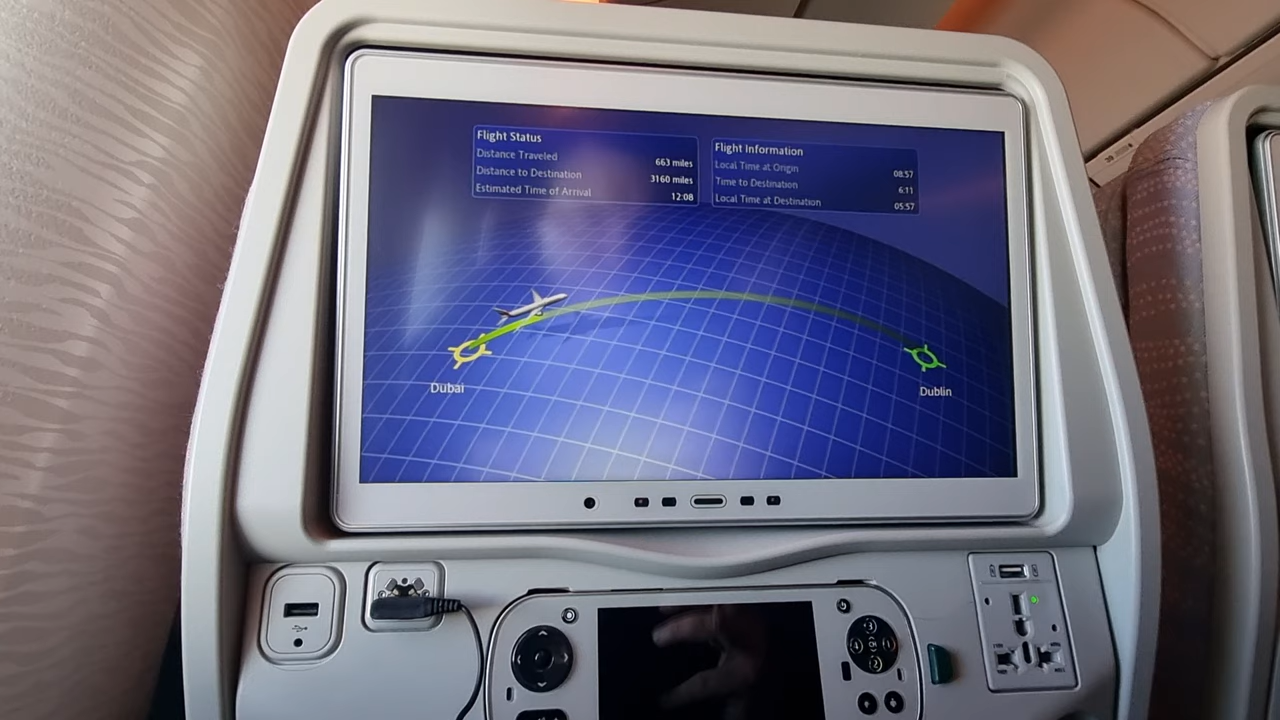 Flight Status
Distance Traveled 663 miles
Distance to Destination 3160 miles
Estimated Time of Arrival 12:08
Flight Information
Local Time at Origin 08:57
Time to Destination 6:11
Local Time at Destination 05:57
Dubai
Dublin